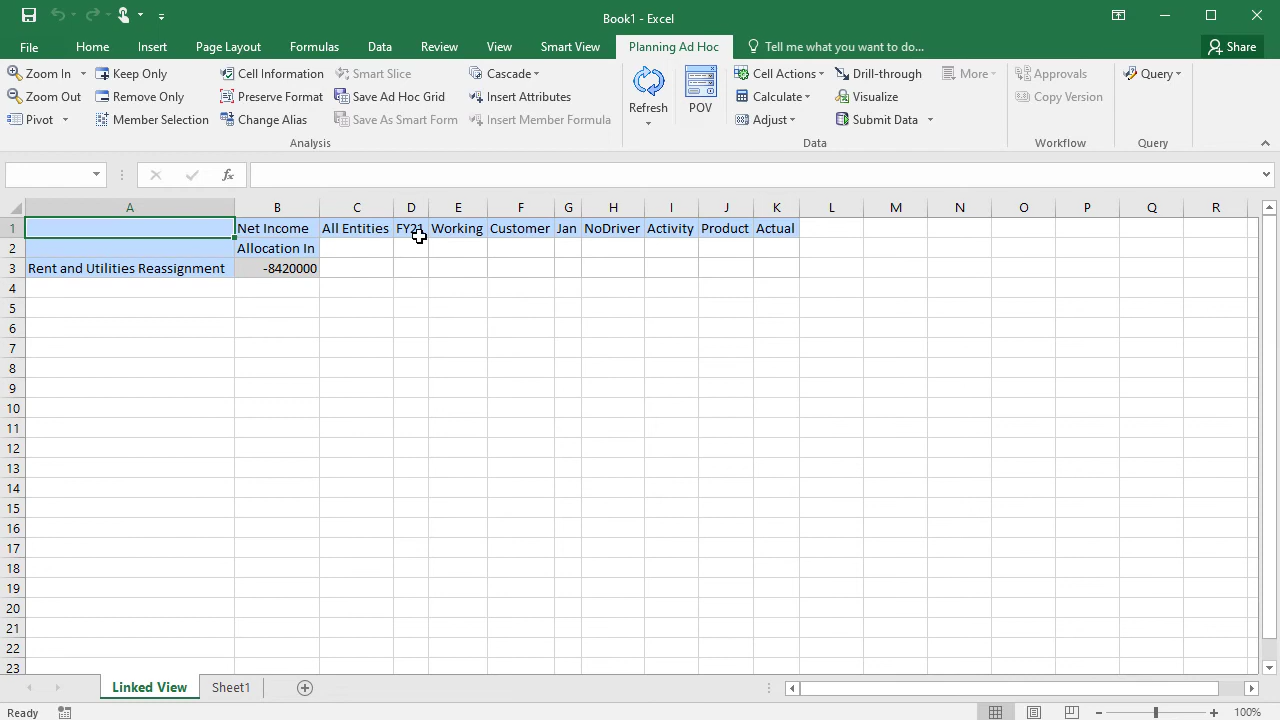 Book1 - Excel
File Home Insert Page Layout Formulas Data Review View Smart View Planning Ad Hoc Tell me what you want to do... Share
Zoom In Keep Only Cell Information Smart Slice Cascade Cell Actions Drill-through More Approvals Query
Zoom Out Remove Only Preserve Format Save Ad Hoc Grid Insert Attributes Refresh POV Calculate Visualize Copy Version
Pivot Member Selection Change Alias Save As Smart Form Insert Member Formula Adjust Submit Data
Analysis Data Workflow Query
fx
A B C D E F G H I J K L M N O P Q R
1 Net Income All Entities FY21 Working Customer Jan NoDriver Activity Product Actual
2 Allocation In
3 Rent and Utilities Reassignment -8420000
4
5
6
7
8
9
10
11
12
13
14
15
16
17
18
19
20
21
22
23
Linked View Sheet1
Ready 100%